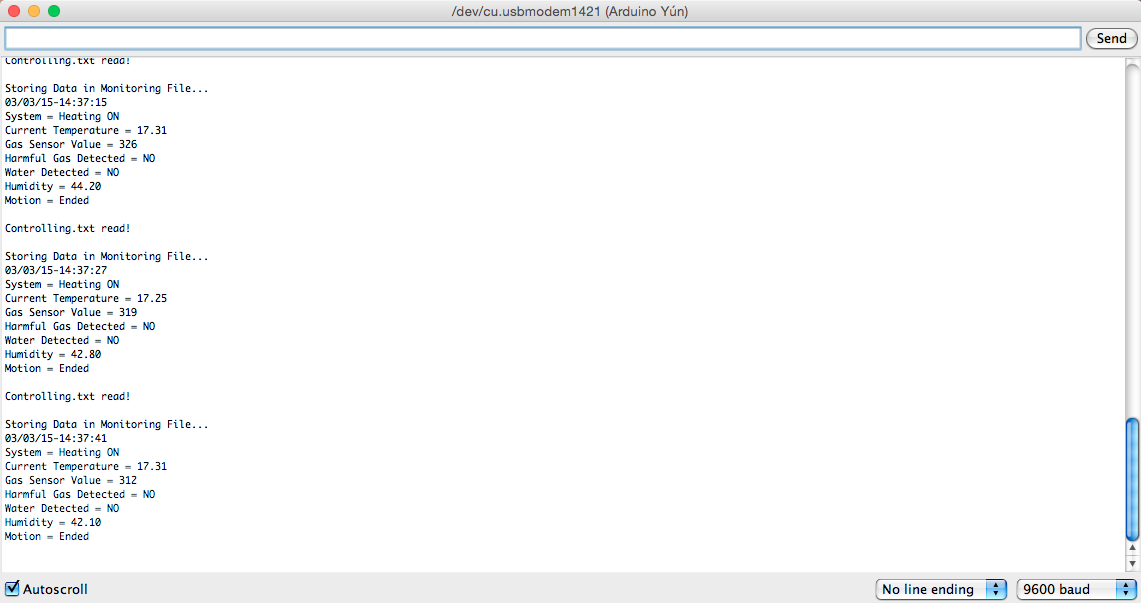 /dev/cu.usbmodem1421 (Arduino Yún)
Send
Controlling.txt read!
Storing Data in Monitoring File...
03/03/15-14:37:15
System = Heating ON
Current Temperature = 17.31
Gas Sensor Value = 326
Harmful Gas Detected = NO
Water Detected = NO
Humidity = 44.20
Motion = Ended
Controlling.txt read!
Storing Data in Monitoring File...
03/03/15-14:37:27
System = Heating ON
Current Temperature = 17.25
Gas Sensor Value = 319
Harmful Gas Detected = NO
Water Detected = NO
Humidity = 42.80
Motion = Ended
Controlling.txt read!
Storing Data in Monitoring File...
03/03/15-14:37:41
System = Heating ON
Current Temperature = 17.31
Gas Sensor Value = 312
Harmful Gas Detected = NO
Water Detected = NO
Humidity = 42.10
Motion = Ended
Autoscroll
No line ending
9600 baud